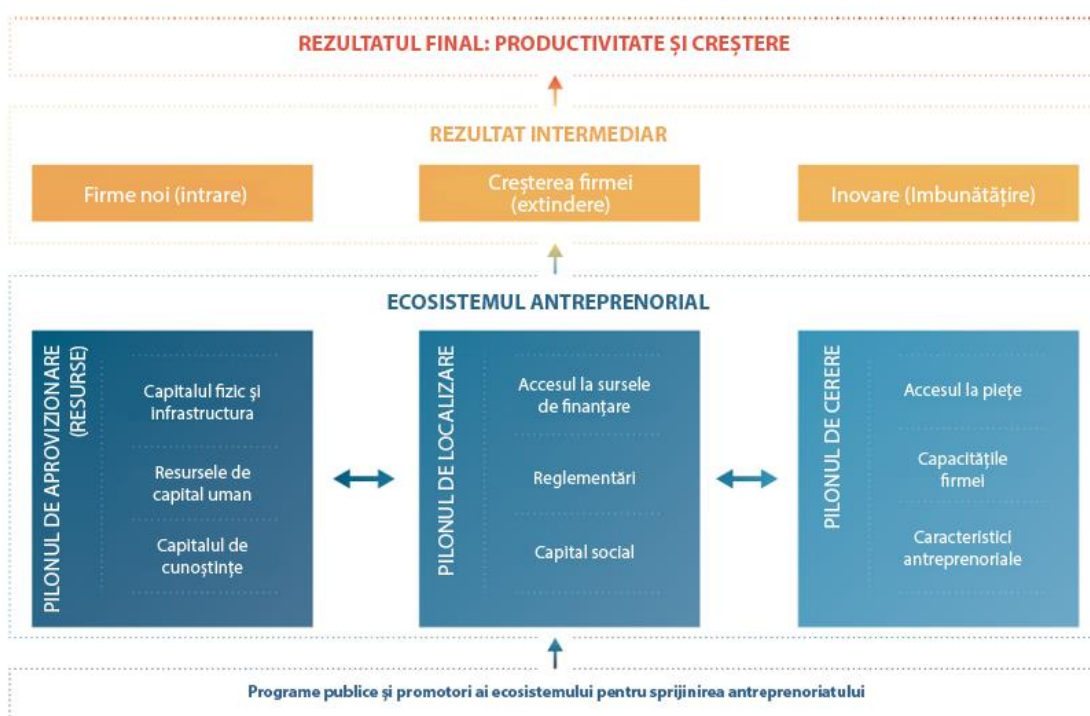 REZULTATUL FINAL: PRODUCTIVITATE ȘI CREȘTERE
REZULTAT INTERMEDIAR
Firme noi (intrare)
Creșterea firmei
(extindere)
Inovare (Imbunătățire)
ECOSISTEMUL ANTREPRENORIAL
PILONUL DE APROVIZIONARE
(RESURSE)
Capitalul fizic și
infrastructura
Resursele de
capital uman
Capitalul de
cunoștințe
PILONUL DE LOCALIZARE
Accesul la sursele
de finanțare
Reglementări
Capital social
PILONUL DE CERERE
Accesul la piețe
Capacitățile
firmei
Caracteristici
antreprenoriale
Programe publice și promotori ai ecosistemului pentru sprijinirea antreprenoriatului